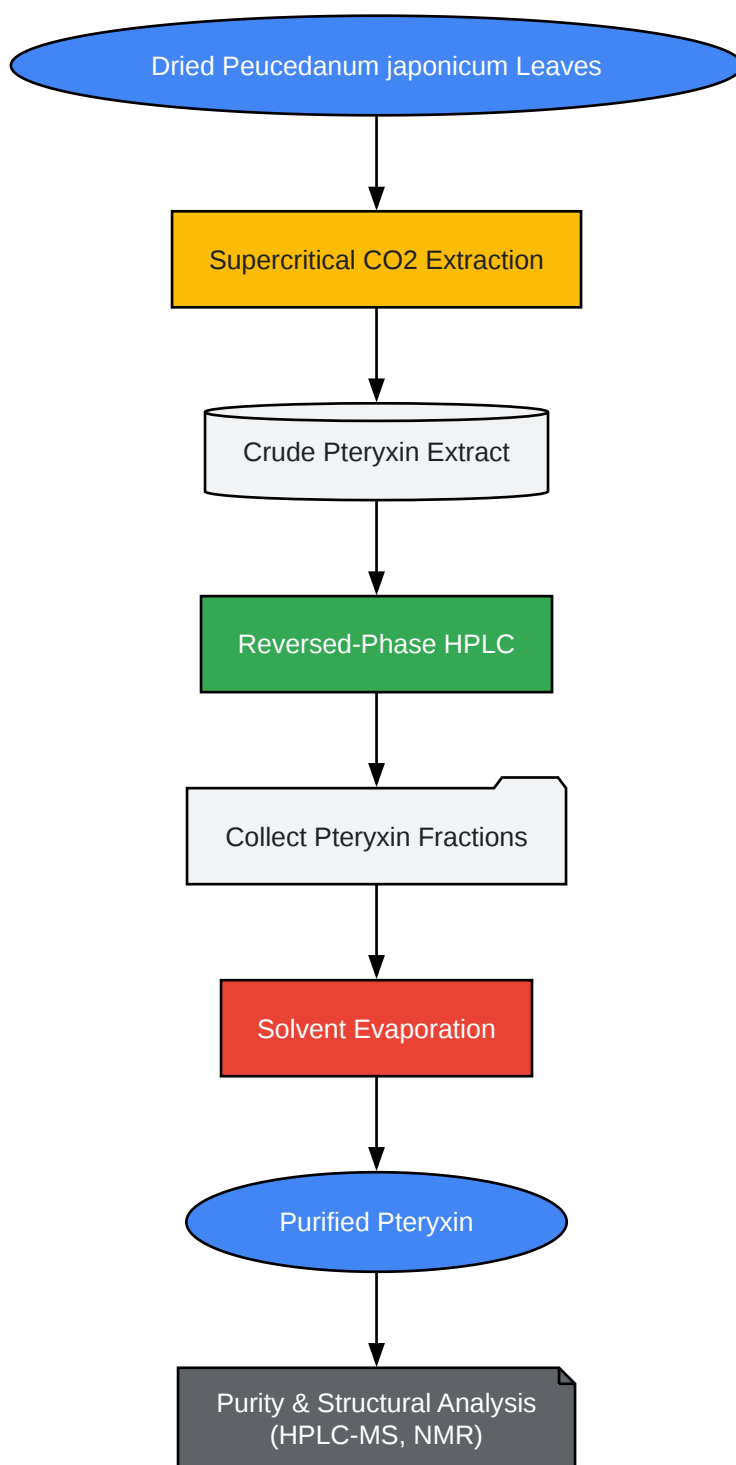 Dried Peucedanum japonicum Leaves
Supercritical CO2 Extraction
Crude Pteryxin Extract
Reversed-Phase HPLC
Collect Pteryxin Fractions
Solvent Evaporation
Purified Pteryxin
Purity & Structural Analysis
(HPLC-MS, NMR)